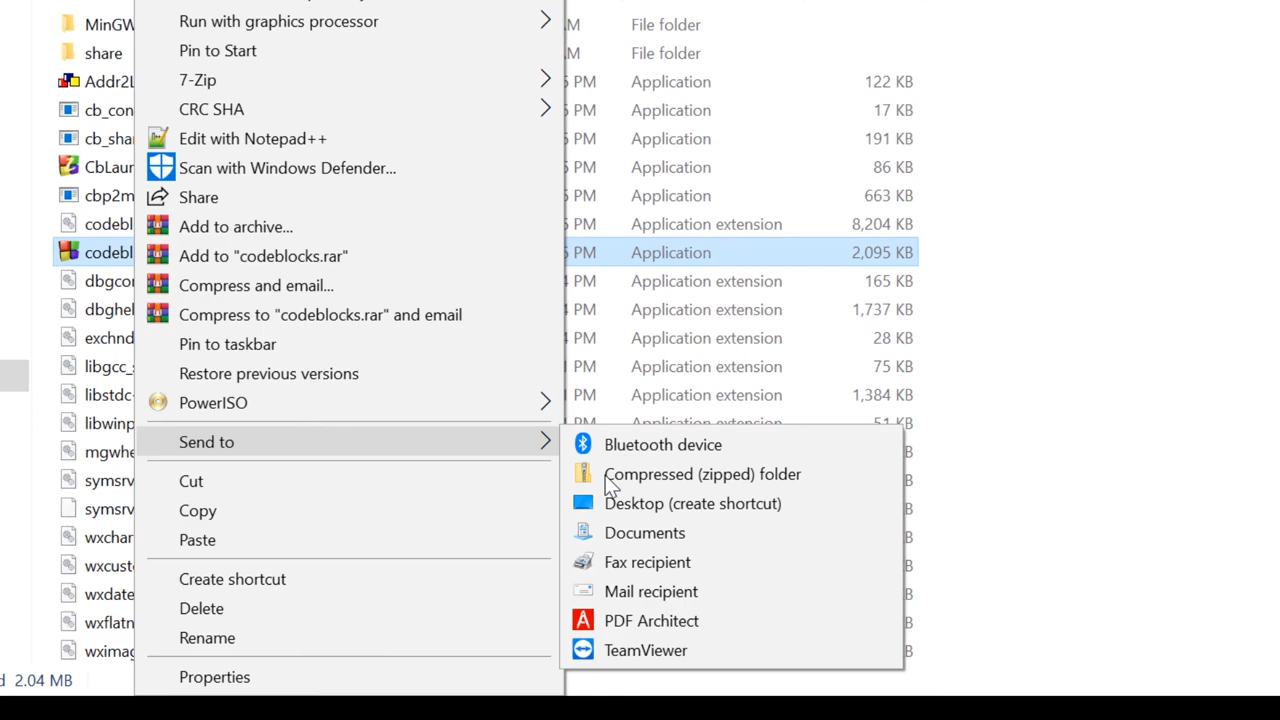 MinGW
File folder
share
File folder
Addr2L
PM
Application
122 KB
cb_con
PM
Application
17 KB
cb_sha
PM
Application
191 KB
CbLaun
PM
Application
86 KB
cbp2m
PM
Application
663 KB
codebl
PM
Application extension
8,204 KB
codebl
PM
Application
2,095 KB
dbgcor
PM
Application extension
165 KB
dbghel
PM
Application extension
1,737 KB
exchnd
PM
Application extension
28 KB
libgcc_s
PM
Application extension
75 KB
libstdc-
PM
Application extension
1,384 KB
libwinp
Application extension
51 KB
mgwhe
symsrv
symsrv
wxchar
wxcust
wxdate
wxflatn
wximag
2.04 MB
Run with graphics processor
Pin to Start
7-Zip
CRC SHA
Edit with Notepad++
Scan with Windows Defender...
Share
Add to archive...
Add to "codeblocks.rar"
Compress and email...
Compress to "codeblocks.rar" and email
Pin to taskbar
Restore previous versions
PowerISO
Send to
Cut
Copy
Paste
Create shortcut
Delete
Rename
Properties
Bluetooth device
Compressed (zipped) folder
Desktop (create shortcut)
Documents
Fax recipient
Mail recipient
PDF Architect
TeamViewer